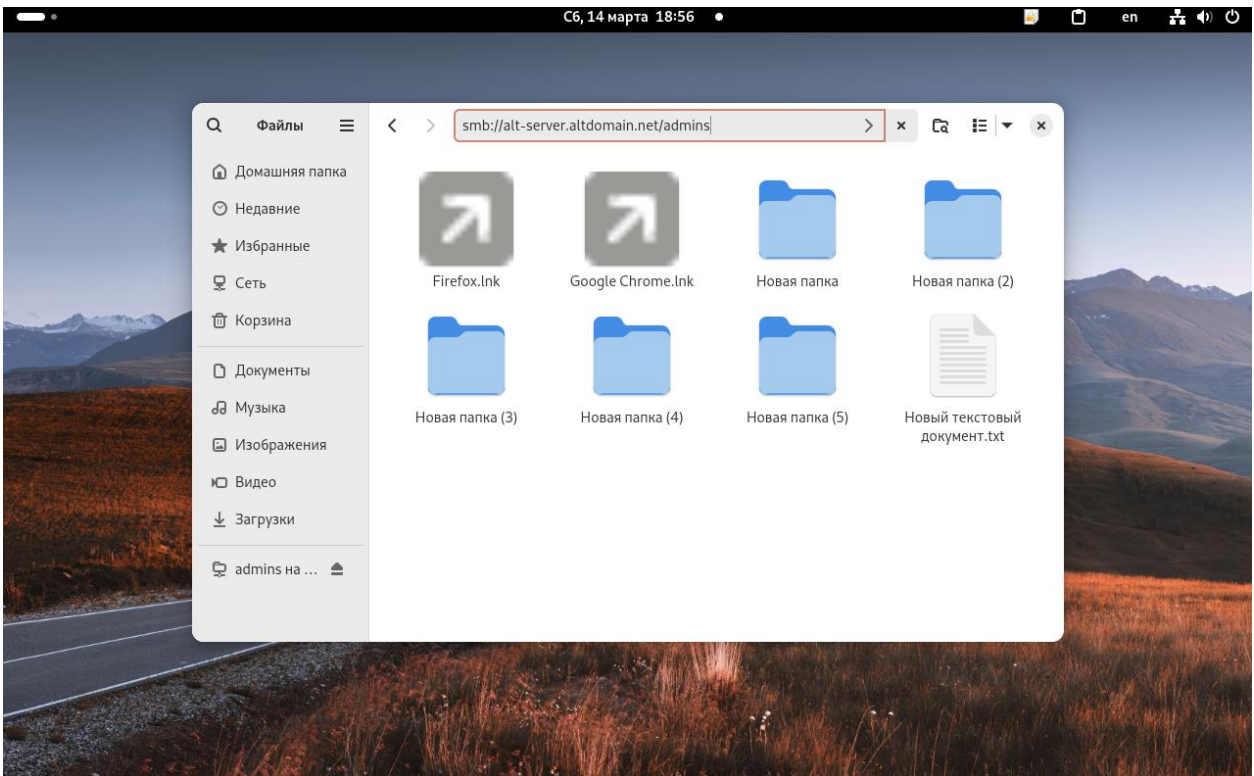 Сб, 14 марта 18:56
en
Файлы
smb://alt-server.altdomain.net/admins
Домашняя папка
Недавние
Избранные
Сеть
Корзина
Документы
Музыка
Изображения
Видео
Загрузки
admins на ...
Firefox.lnk
Google Chrome.lnk
Новая папка
Новая папка (2)
Новая папка (3)
Новая папка (4)
Новая папка (5)
Новый текстовый
документ.txt